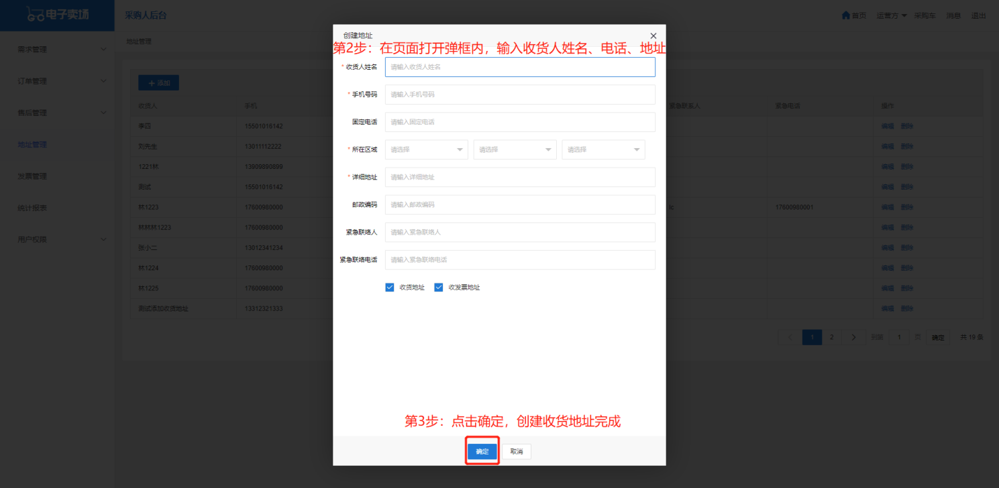 电子卖场
采购人后台
首页 运营方 采购车 消息 退出
需求管理
订单管理
售后管理
地址管理
发票管理
统计报表
用户权限
地址管理
+ 添加
收货人 手机 紧急联系人 紧急电话 操作
李四 15501016142 编辑 删除
刘先生 13011112222 编辑 删除
1221林 13909890899 编辑 删除
测试 15501016142 编辑 删除
林1223 17600980000 lc 17600980001 编辑 删除
林林林1223 17600980000 编辑 删除
张小二 13012341234 编辑 删除
林1224 17600980000 编辑 删除
林1225 17600980000 编辑 删除
测试添加收货地址 13312321333 编辑 删除
1 2 到第 1 页 确定 共 19 条
创建地址
第2步：在页面打开弹框内，输入收货人姓名、电话、地址
* 收货人姓名 请输入收货人姓名
* 手机号码 请输入手机号码
固定电话 请输入固定电话
* 所在区域 请选择 请选择 请选择
* 详细地址 请输入详细地址
邮政编码 请输入邮政编码
紧急联络人 请输入紧急联络人
紧急联络电话 请输入紧急联络电话
收货地址 收发票地址
第3步：点击确定，创建收货地址完成
确定 取消